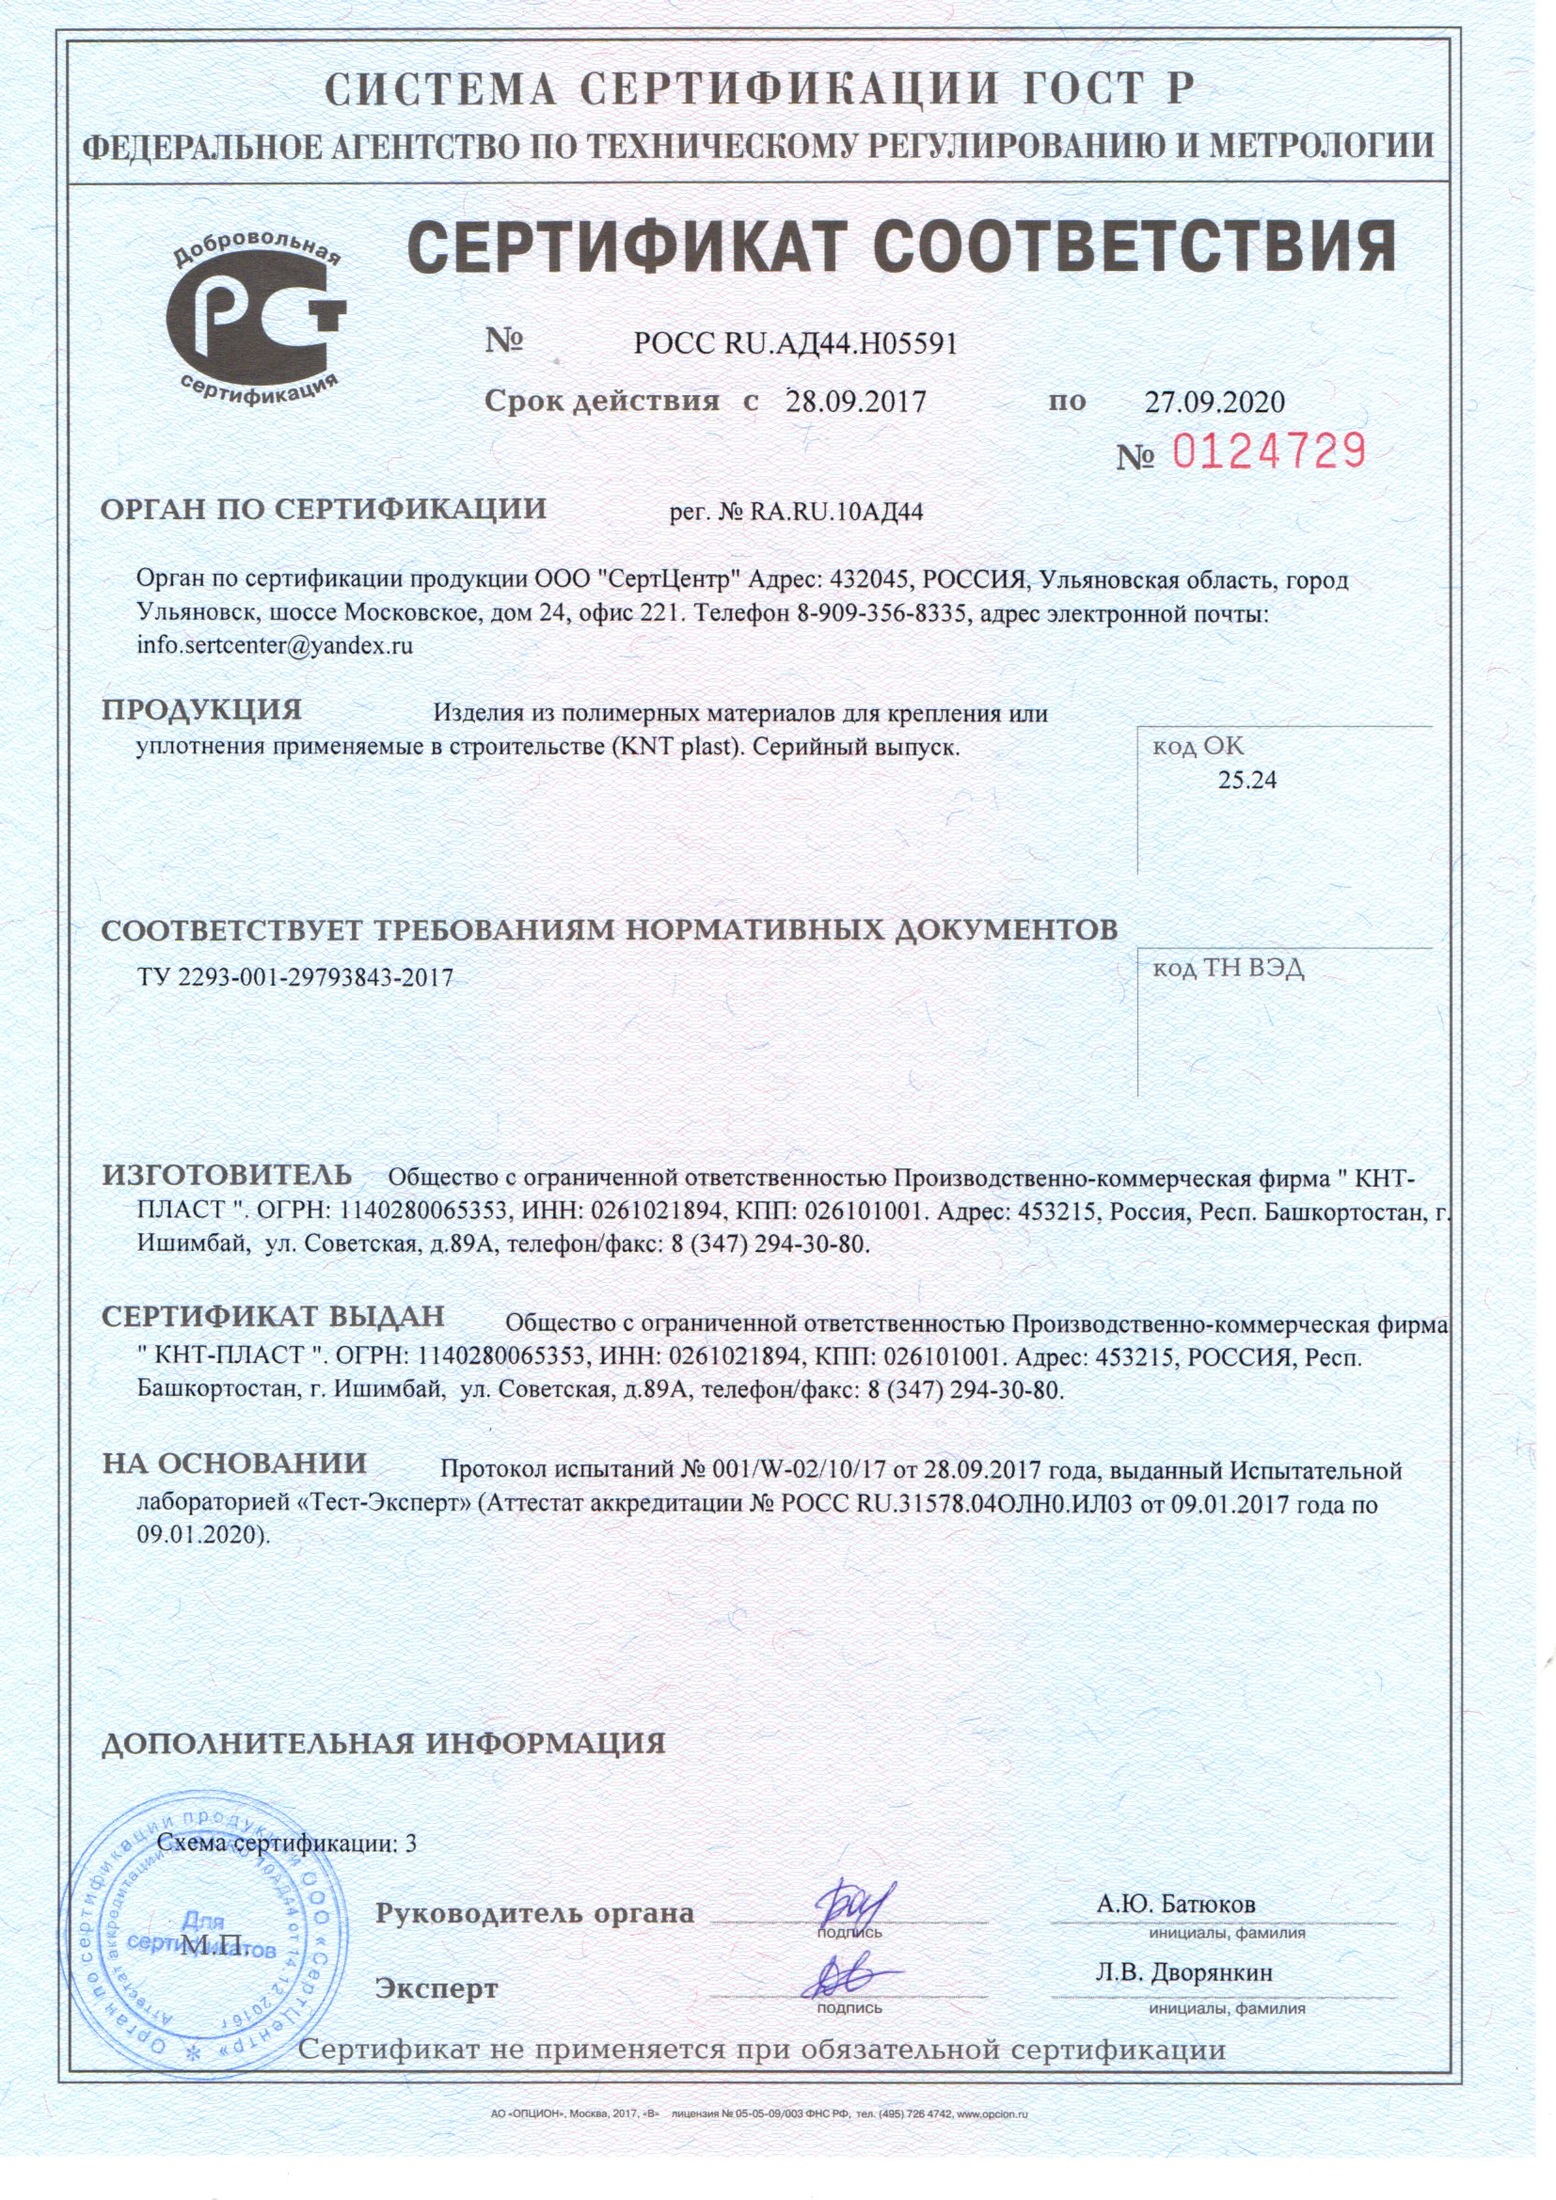 СИСТЕМА СЕРТИФИКАЦИИ ГОСТ Р
ФЕДЕРАЛЬНОЕ АГЕНТСТВО ПО ТЕХНИЧЕСКОМУ РЕГУЛИРОВАНИЮ И МЕТРОЛОГИИ
Добровольная
РСТ
сертификация
СЕРТИФИКАТ СООТВЕТСТВИЯ
№ РОСС RU.АД44.Н05591
Срок действия с 28.09.2017 по 27.09.2020
№ 0124729
ОРГАН ПО СЕРТИФИКАЦИИ рег. № RA.RU.10АД44
Орган по сертификации продукции ООО "СертЦентр" Адрес: 432045, РОССИЯ, Ульяновская область, город
Ульяновск, шоссе Московское, дом 24, офис 221. Телефон 8-909-356-8335, адрес электронной почты:
info.sertcenter@yandex.ru
ПРОДУКЦИЯ Изделия из полимерных материалов для крепления или
уплотнения применяемые в строительстве (KNT plast). Серийный выпуск.
код ОК
25.24
СООТВЕТСТВУЕТ ТРЕБОВАНИЯМ НОРМАТИВНЫХ ДОКУМЕНТОВ
ТУ 2293-001-29793843-2017
код ТН ВЭД
ИЗГОТОВИТЕЛЬ Общество с ограниченной ответственностью Производственно-коммерческая фирма " КНТ-
ПЛАСТ ". ОГРН: 1140280065353, ИНН: 0261021894, КПП: 026101001. Адрес: 453215, Россия, Респ. Башкортостан, г.
Ишимбай, ул. Советская, д.89А, телефон/факс: 8 (347) 294-30-80.
СЕРТИФИКАТ ВЫДАН Общество с ограниченной ответственностью Производственно-коммерческая фирма
" КНТ-ПЛАСТ ". ОГРН: 1140280065353, ИНН: 0261021894, КПП: 026101001. Адрес: 453215, РОССИЯ, Респ.
Башкортостан, г. Ишимбай, ул. Советская, д.89А, телефон/факс: 8 (347) 294-30-80.
НА ОСНОВАНИИ Протокол испытаний № 001/W-02/10/17 от 28.09.2017 года, выданный Испытательной
лабораторией «Тест-Эксперт» (Аттестат аккредитации № РОСС RU.31578.04ОЛН0.ИЛ03 от 09.01.2017 года по
09.01.2020).
ДОПОЛНИТЕЛЬНАЯ ИНФОРМАЦИЯ
Схема сертификации: 3
Орган по сертификации продукции ООО «СертЦентр»
Аттестат аккредитации 10АД44 от 14.12.2016г
Для
сертификатов
М.П.
Руководитель органа
подпись
А.Ю. Батюков
инициалы, фамилия
Эксперт
подпись
Л.В. Дворянкин
инициалы, фамилия
Сертификат не применяется при обязательной сертификации
АО «ОПЦИОН», Москва, 2017, «В» лицензия № 05-05-09/003 ФНС РФ, тел. (495) 726 4742, www.opcion.ru